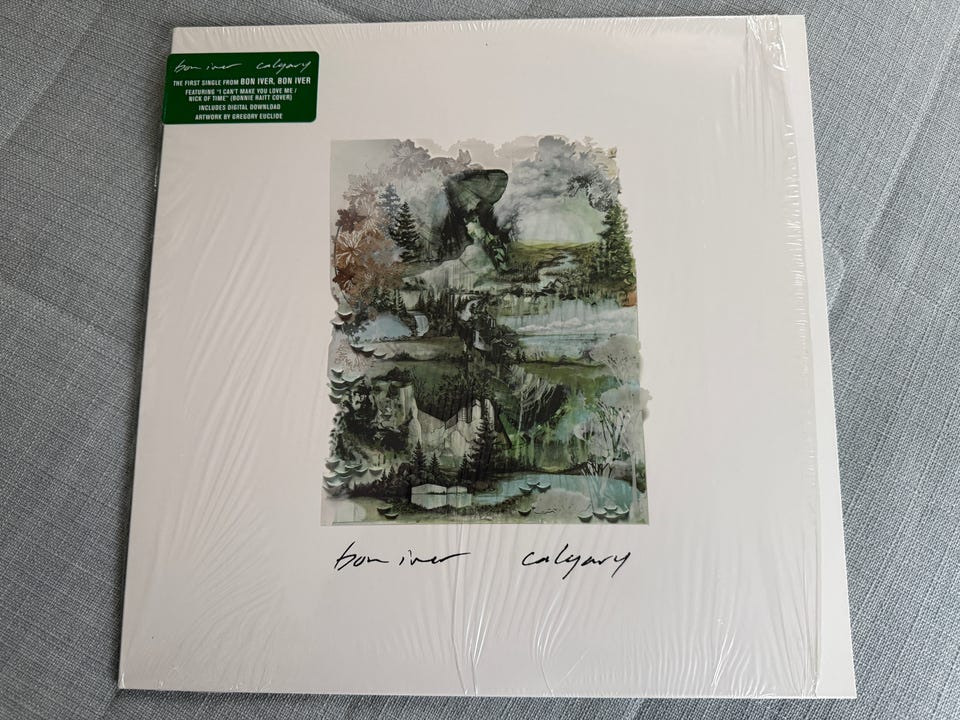 bon iver calgary
THE FIRST SINGLE FROM BON IVER, BON IVER
FEATURING "I CAN'T MAKE YOU LOVE ME /
NICK OF TIME" (BONNIE RAITT COVER)
INCLUDES DIGITAL DOWNLOAD
ARTWORK BY GREGORY EUCLIDE
bon iver calgary